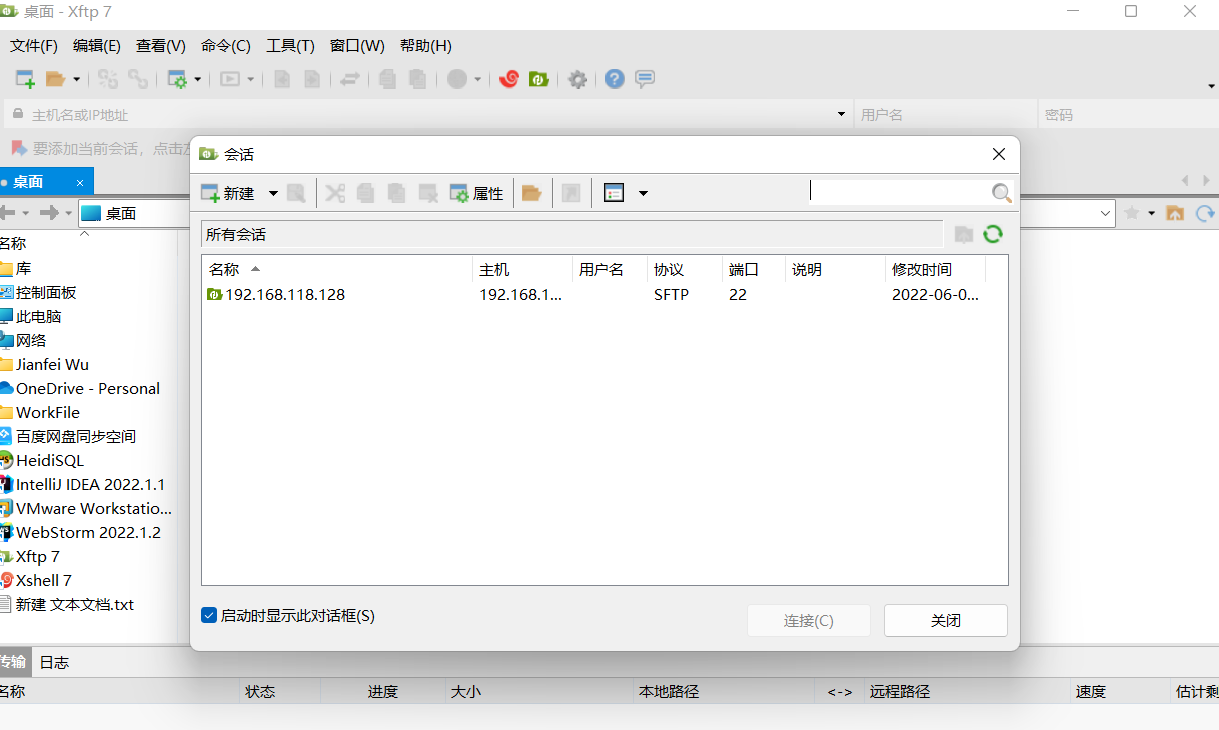 桌面 - Xftp 7
文件(F) 编辑(E) 查看(V) 命令(C) 工具(T) 窗口(W) 帮助(H)
主机名或IP地址 用户名 密码
要添加当前会话，点击左
桌面
桌面
名称
库
控制面板
此电脑
网络
Jianfei Wu
OneDrive - Personal
WorkFile
百度网盘同步空间
HeidiSQL
IntelliJ IDEA 2022.1.1
VMware Workstatio...
WebStorm 2022.1.2
Xftp 7
Xshell 7
新建 文本文档.txt
会话
新建 属性
所有会话
名称 主机 用户名 协议 端口 说明 修改时间
192.168.118.128 192.168.1... SFTP 22 2022-06-0...
启动时显示此对话框(S)
连接(C) 关闭
传输 日志
名称 状态 进度 大小 本地路径 <-> 远程路径 速度 估计剩